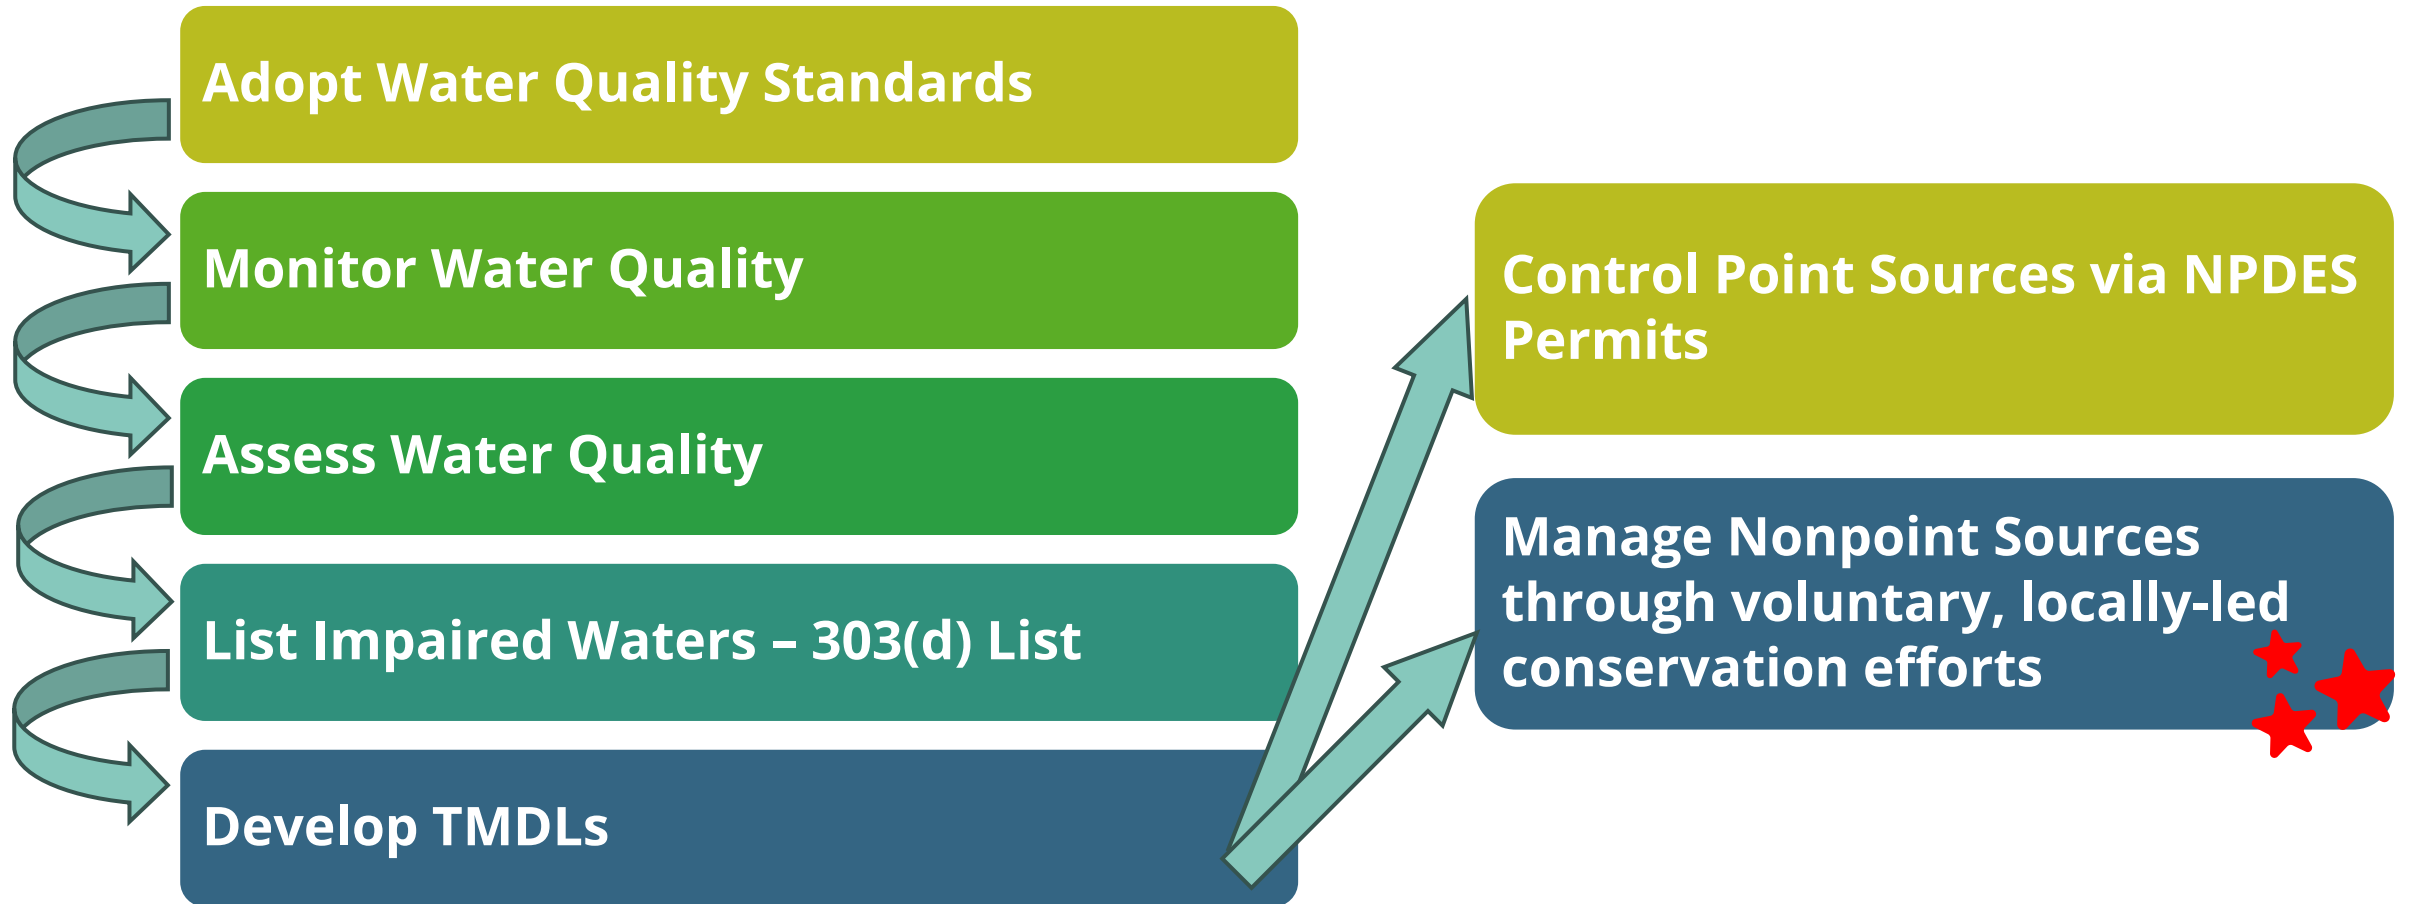 Adopt Water Quality Standards
Monitor Water Quality
Assess Water Quality
List Impaired Waters – 303(d) List
Develop TMDLs
Control Point Sources via NPDES
Permits
Manage Nonpoint Sources
through voluntary, locally-led
conservation efforts